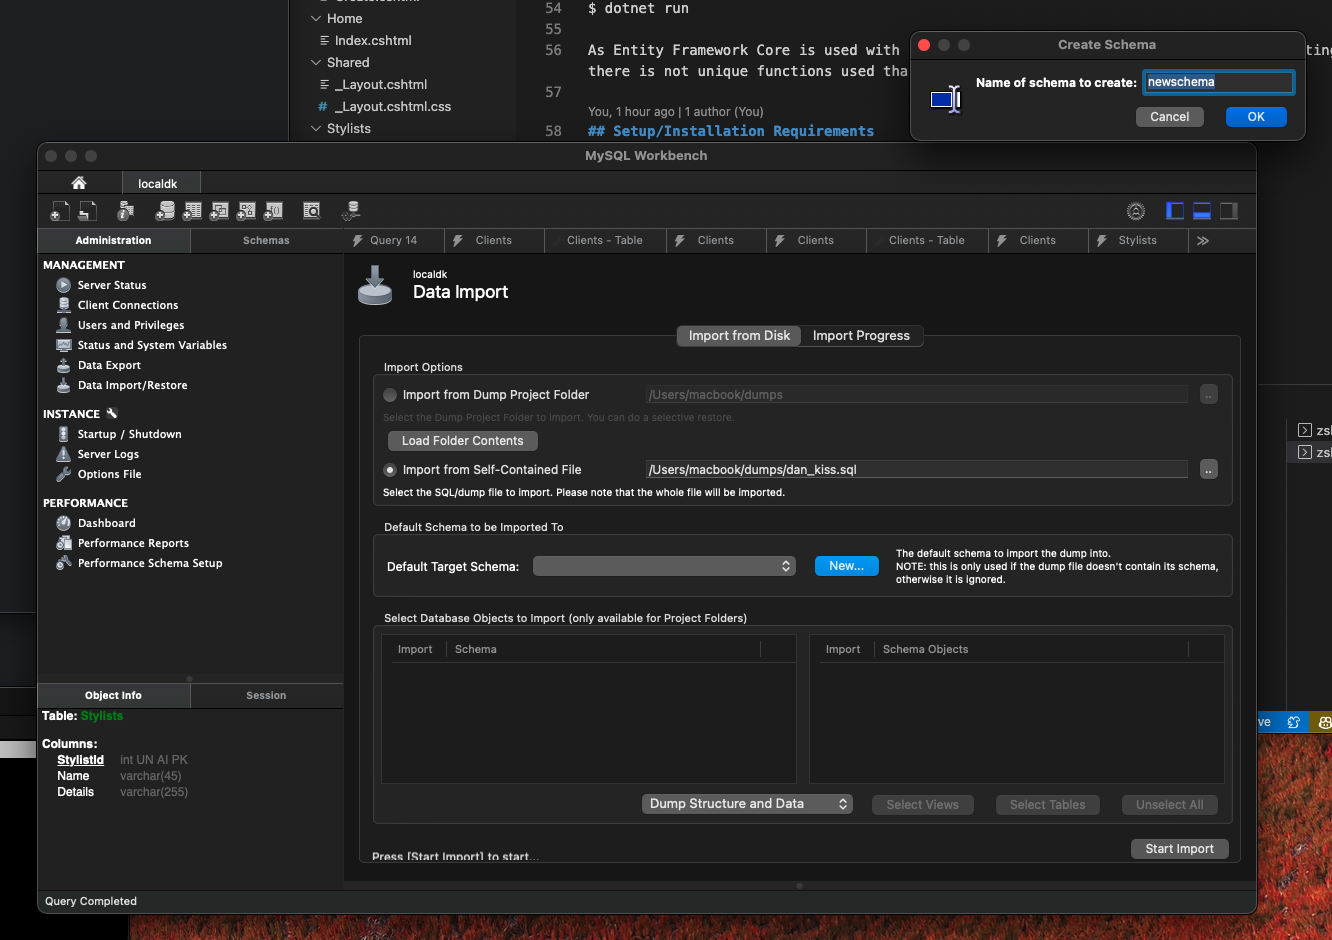 Home
Index.cshtml
Shared
_Layout.cshtml
# _Layout.cshtml.css
Stylists
54 $ dotnet run
55
56 As Entity Framework Core is used with
there is not unique functions used
57
You, 1 hour ago | 1 author (You)
58 ## Setup/Installation Requirements
Create Schema
Name of schema to create: newschema
Cancel OK
MySQL Workbench
localdk
Administration Schemas
Query 14 Clients Clients - Table Clients Clients Clients - Table Clients Stylists
MANAGEMENT
Server Status
Client Connections
Users and Privileges
Status and System Variables
Data Export
Data Import/Restore
INSTANCE
Startup / Shutdown
Server Logs
Options File
PERFORMANCE
Dashboard
Performance Reports
Performance Schema Setup
Object Info Session
Table: Stylists
Columns:
StylistId int UN AI PK
Name varchar(45)
Details varchar(255)
localdk
Data Import
Import from Disk Import Progress
Import Options
Import from Dump Project Folder /Users/macbook/dumps ..
Select the Dump Project Folder to import. You can do a selective restore.
Load Folder Contents
Import from Self-Contained File /Users/macbook/dumps/dan_kiss.sql ..
Select the SQL/dump file to import. Please note that the whole file will be imported.
Default Schema to be Imported To
Default Target Schema: New...
The default schema to import the dump into.
NOTE: this is only used if the dump file doesn't contain its schema,
otherwise it is ignored.
Select Database Objects to Import (only available for Project Folders)
Import Schema Import Schema Objects
Dump Structure and Data Select Views Select Tables Unselect All
Press [Start Import] to start...
Start Import
Query Completed